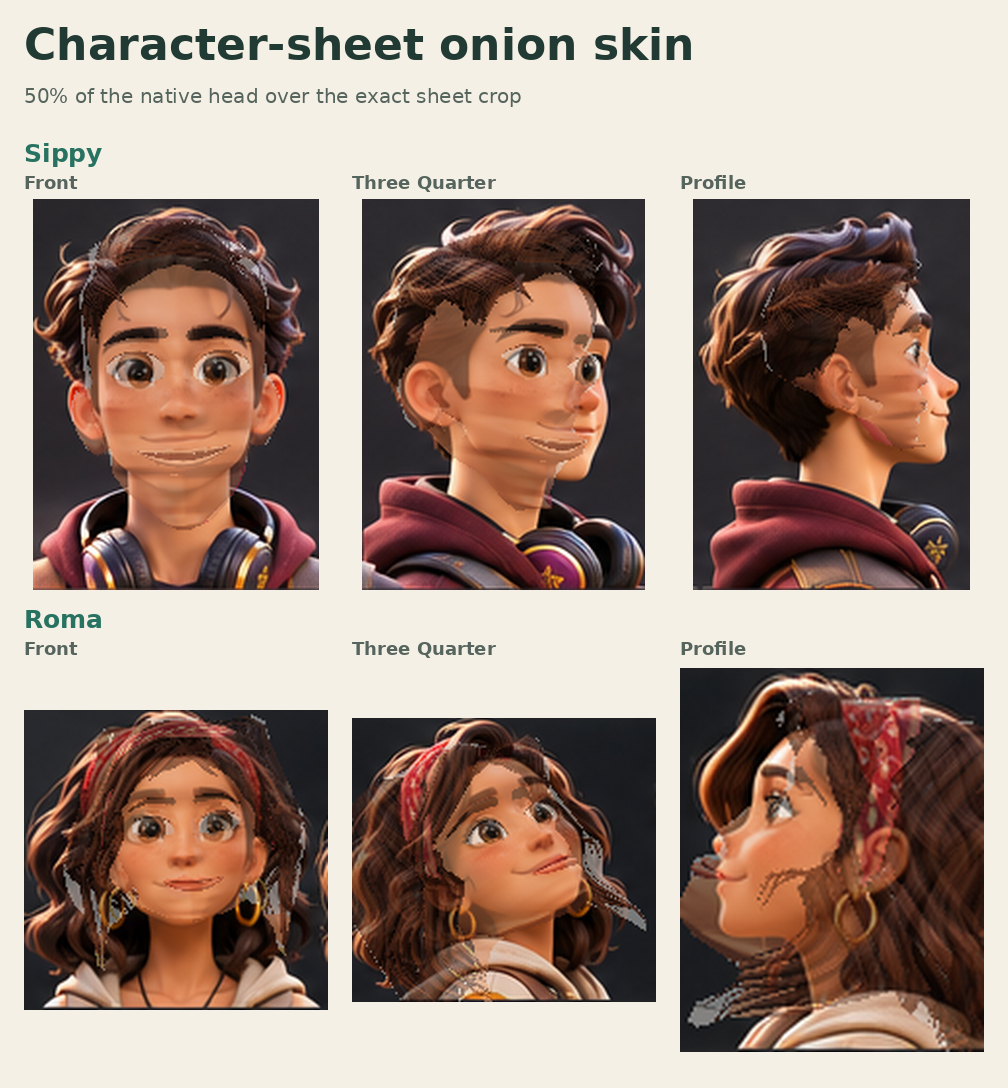 Character-sheet onion skin
50% of the native head over the exact sheet crop
Sippy
Front
Three Quarter
Profile
Roma
Front
Three Quarter
Profile